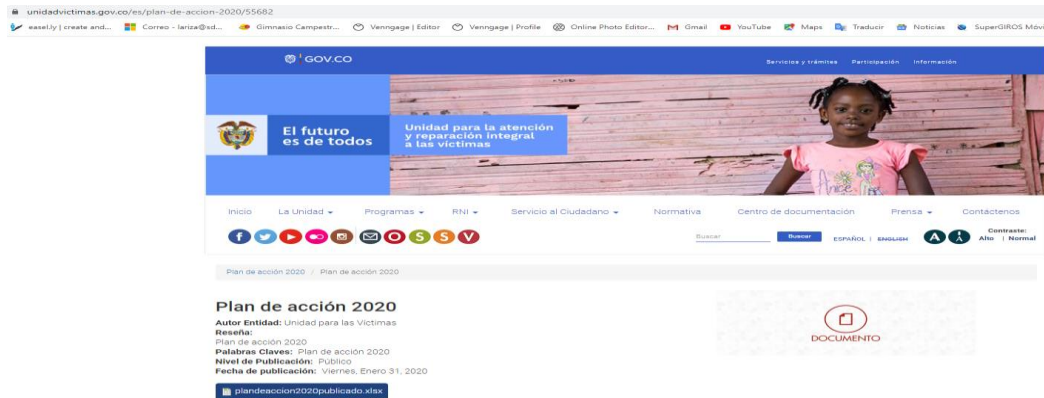 unidadvictimas.gov.co/es/plan-de-accion-2020/55682
easel.ly | create and... Correo - lariza@sd... Gimnasio Campestr... Venngage | Editor Venngage | Profile Online Photo Editor... Gmail YouTube Maps Traducir Noticias SuperGIROS Móvi
GOV.CO
Servicios y trámites Participación Información
El futuro
es de todos
Unidad para la atención
y reparación integral
a las víctimas
Inicio La Unidad Programas RNI Servicio al Ciudadano Normativa Centro de documentación Prensa Contáctenos
Buscar Buscar ESPAÑOL | ENGLISH A A Contraste:
Alto | Normal
Plan de acción 2020 / Plan de acción 2020
Plan de acción 2020
Autor Entidad: Unidad para las Víctimas
Reseña:
Plan de acción 2020
Palabras Claves: Plan de acción 2020
Nivel de Publicación: Público
Fecha de publicación: Viernes, Enero 31, 2020
plandeaccion2020publicado.xlsx
DOCUMENTO